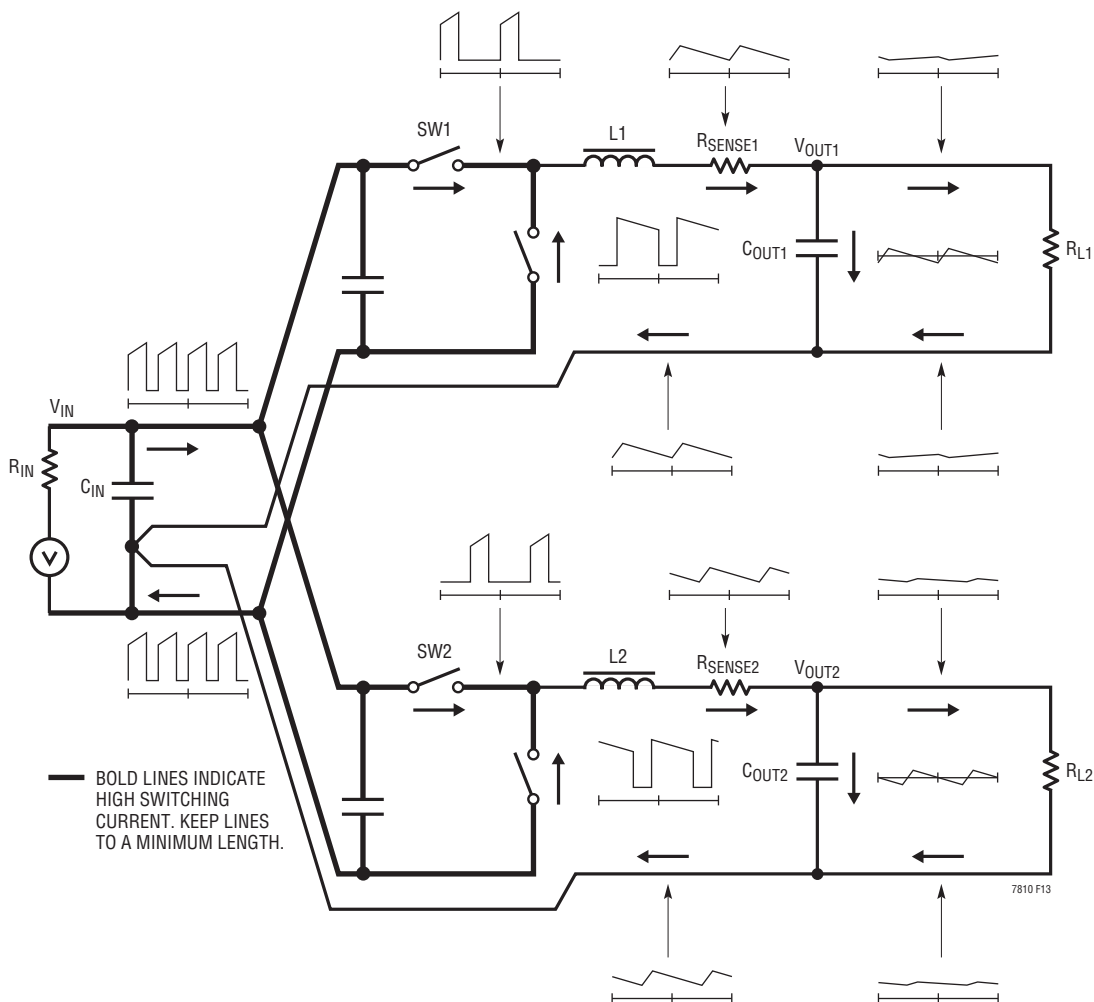 SW1
L1
RSENSE1
VOUT1
COUT1
RL1
VIN
RIN
CIN
V
SW2
L2
RSENSE2
VOUT2
COUT2
RL2
BOLD LINES INDICATE
HIGH SWITCHING
CURRENT. KEEP LINES
TO A MINIMUM LENGTH.
7810 F13